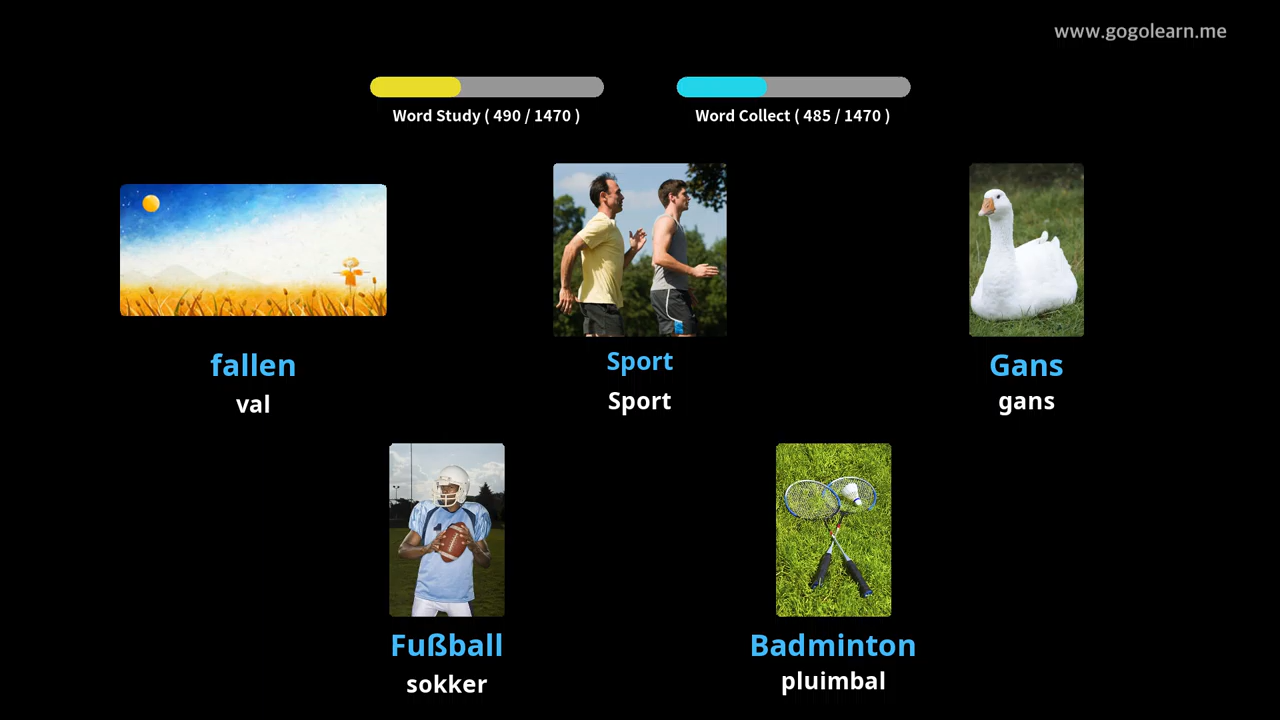 www.gogolearn.me
Word Study ( 490 / 1470 )
Word Collect ( 485 / 1470 )
fallen
val
Sport
Sport
Gans
gans
Fußball
sokker
Badminton
pluimbal